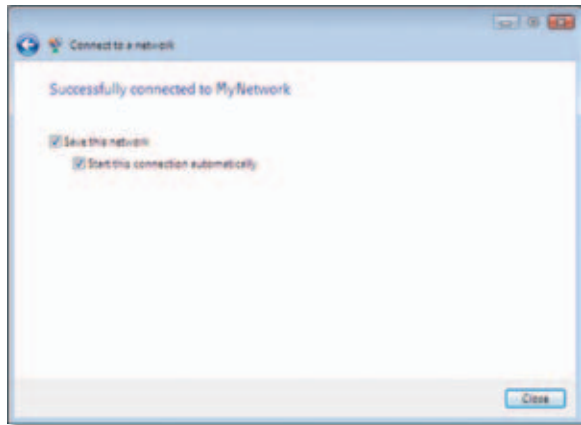 Connect to a network
Successfully connected to MyNetwork
Save this network
Start this connection automatically
Close